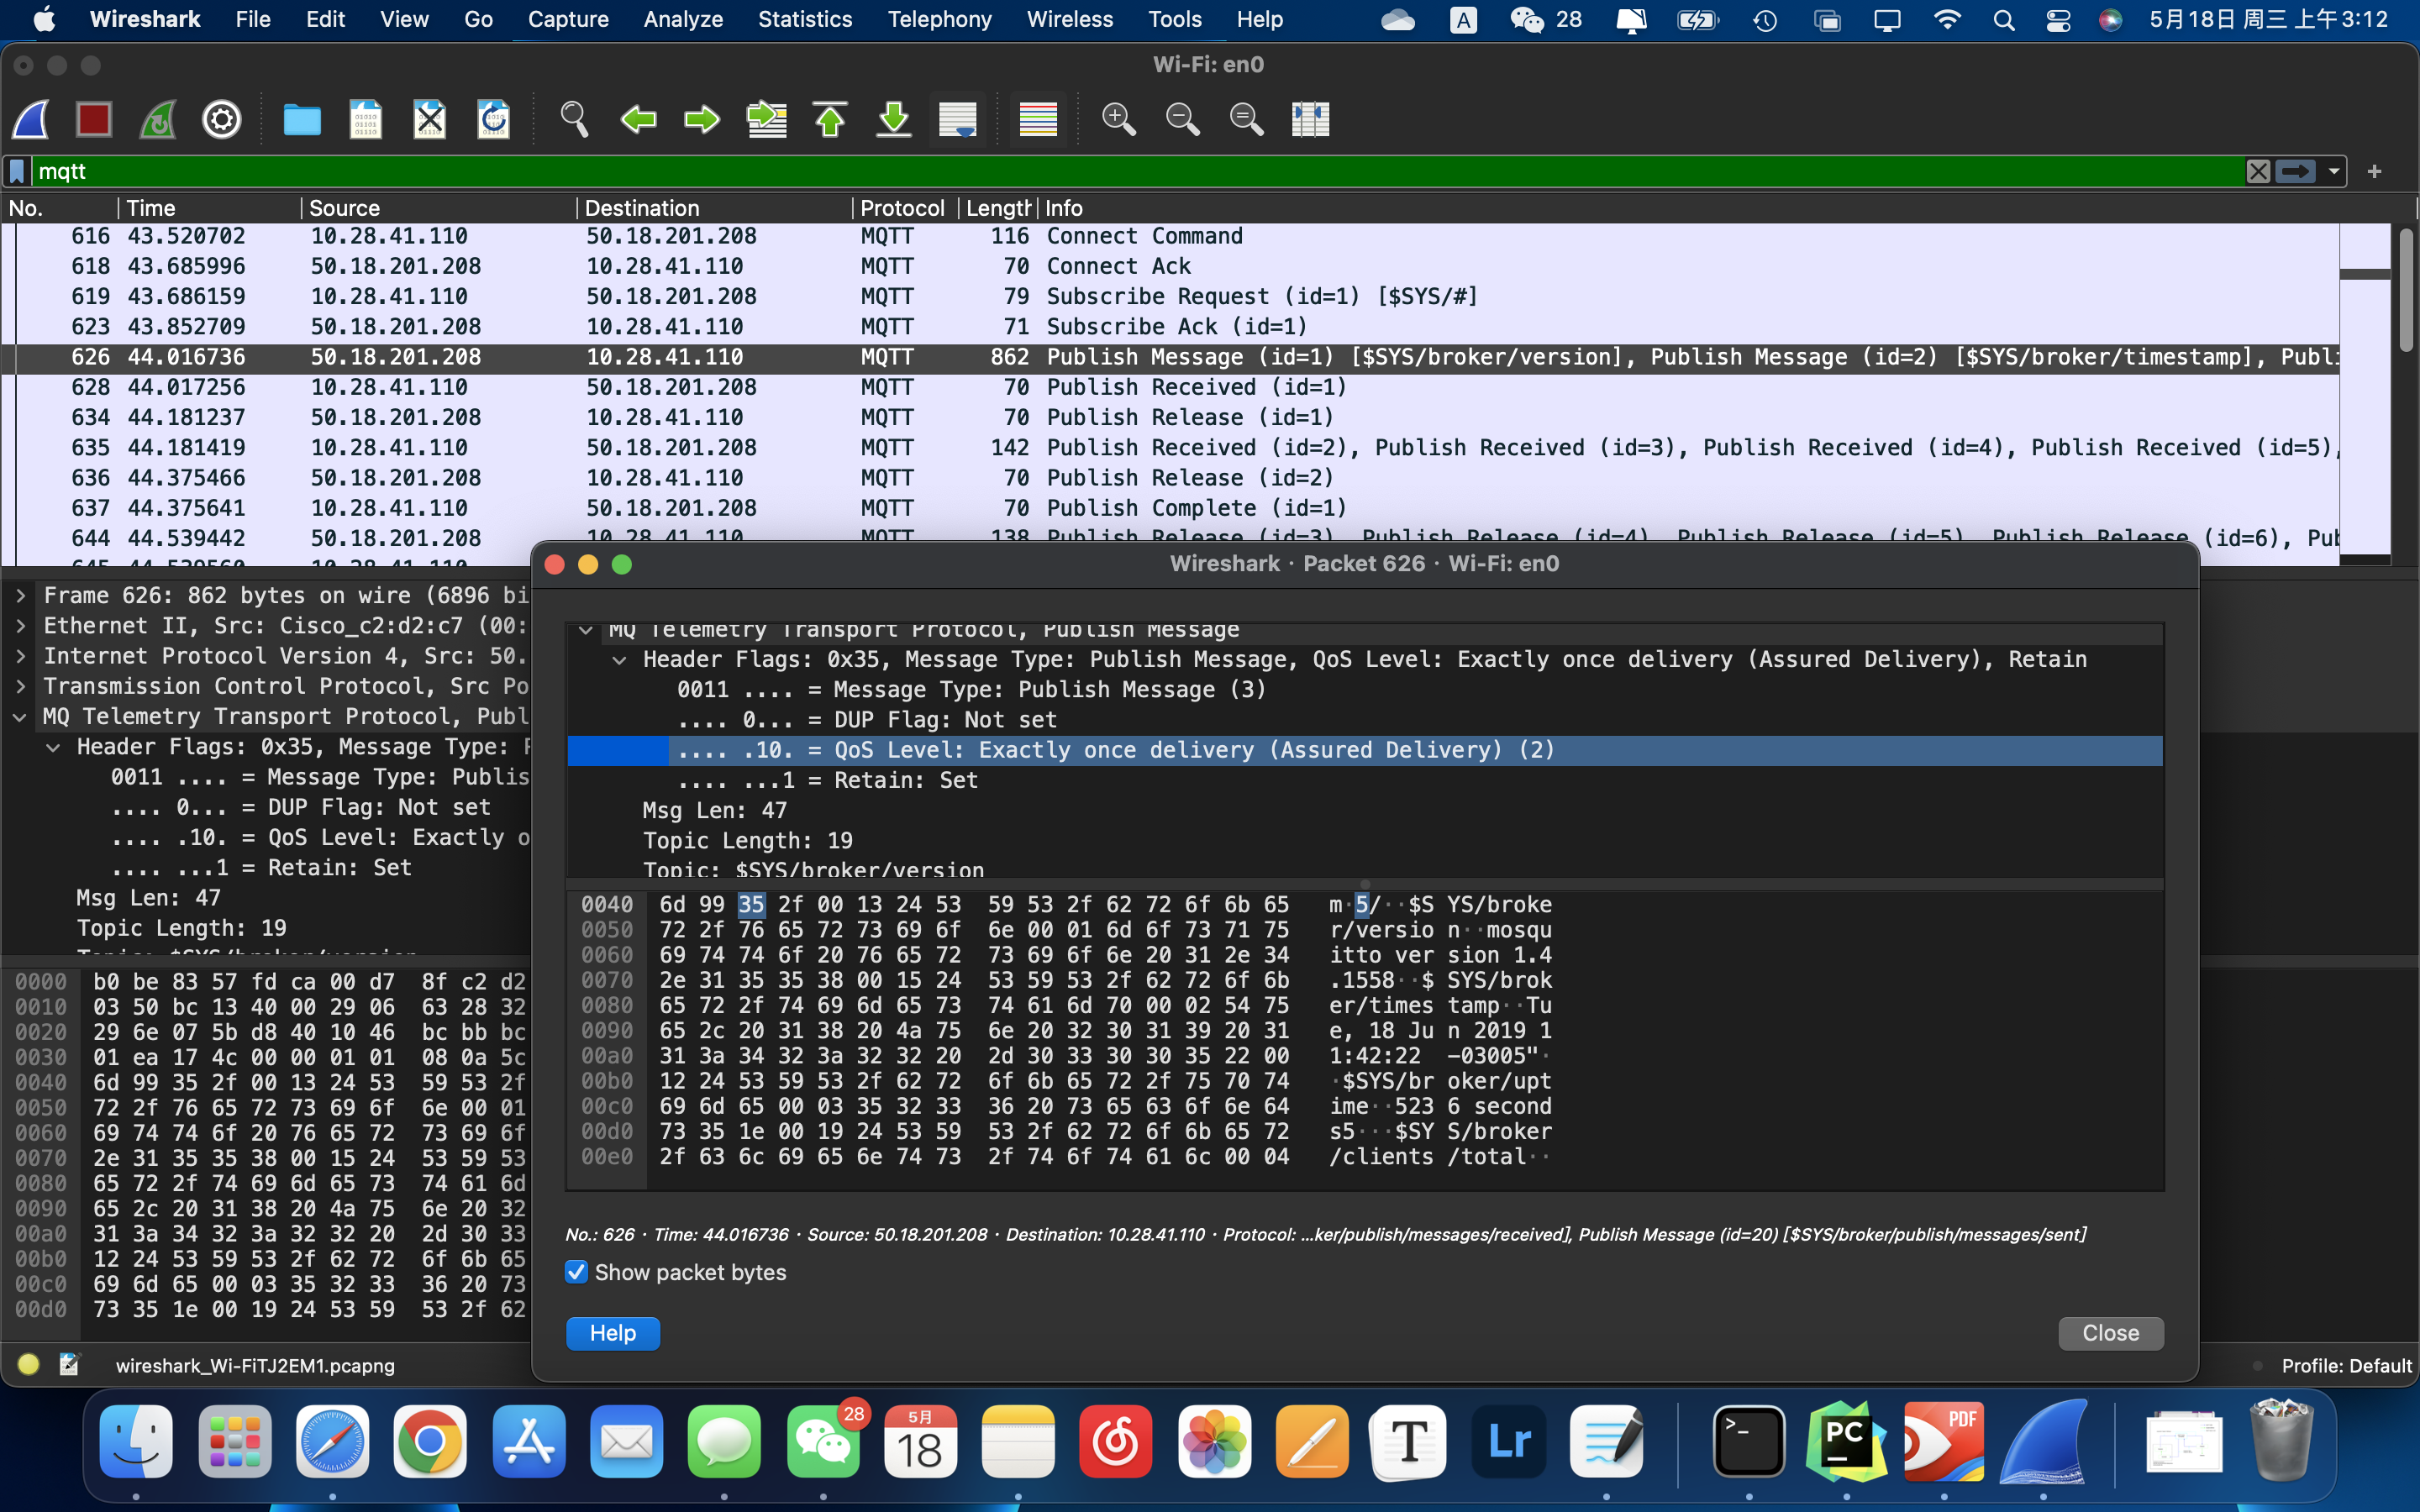 Wireshark File Edit View Go Capture Analyze Statistics Telephony Wireless Tools Help A 28 5月18日 周三 上午3:12
Wi-Fi: en0
mqtt
No. Time Source Destination Protocol Length Info
616 43.520702 10.28.41.110 50.18.201.208 MQTT 116 Connect Command
618 43.685996 50.18.201.208 10.28.41.110 MQTT 70 Connect Ack
619 43.686159 10.28.41.110 50.18.201.208 MQTT 79 Subscribe Request (id=1) [$SYS/#]
623 43.852709 50.18.201.208 10.28.41.110 MQTT 71 Subscribe Ack (id=1)
626 44.016736 50.18.201.208 10.28.41.110 MQTT 862 Publish Message (id=1) [$SYS/broker/version], Publish Message (id=2) [$SYS/broker/timestamp], Publi
628 44.017256 10.28.41.110 50.18.201.208 MQTT 70 Publish Received (id=1)
634 44.181237 50.18.201.208 10.28.41.110 MQTT 70 Publish Release (id=1)
635 44.181419 10.28.41.110 50.18.201.208 MQTT 142 Publish Received (id=2), Publish Received (id=3), Publish Received (id=4), Publish Received (id=5),
636 44.375466 50.18.201.208 10.28.41.110 MQTT 70 Publish Release (id=2)
637 44.375641 10.28.41.110 50.18.201.208 MQTT 70 Publish Complete (id=1)
644 44.539442 50.18.201.208 10.28.41.110 MQTT 138 Publish Release (id=3), Publish Release (id=4), Publish Release (id=5), Publish Release (id=6), Pub
Frame 626: 862 bytes on wire (6896 bi
Ethernet II, Src: Cisco_c2:d2:c7 (00:
Internet Protocol Version 4, Src: 50.
Transmission Control Protocol, Src Po
MQ Telemetry Transport Protocol, Publ
Header Flags: 0x35, Message Type: P
0011 .... = Message Type: Publis
.... 0... = DUP Flag: Not set
.... .10. = QoS Level: Exactly o
.... ...1 = Retain: Set
Msg Len: 47
Topic Length: 19
0000 b0 be 83 57 fd ca 00 d7 8f c2 d2
0010 03 50 bc 13 40 00 29 06 63 28 32
0020 29 6e 07 5b d8 40 10 46 bc bb bc
0030 01 ea 17 4c 00 00 01 01 08 0a 5c
0040 6d 99 35 2f 00 13 24 53 59 53 2f
0050 72 2f 76 65 72 73 69 6f 6e 00 01
0060 69 74 74 6f 20 76 65 72 73 69 6f
0070 2e 31 35 35 38 00 15 24 53 59 53
0080 65 72 2f 74 69 6d 65 73 74 61 6d
0090 65 2c 20 31 38 20 4a 75 6e 20 32
00a0 31 3a 34 32 3a 32 32 20 2d 30 33
00b0 12 24 53 59 53 2f 62 72 6f 6b 65
00c0 69 6d 65 00 03 35 32 33 36 20 73
00d0 73 35 1e 00 19 24 53 59 53 2f 62
Wireshark · Packet 626 · Wi-Fi: en0
MQ Telemetry Transport Protocol, Publish Message
Header Flags: 0x35, Message Type: Publish Message, QoS Level: Exactly once delivery (Assured Delivery), Retain
0011 .... = Message Type: Publish Message (3)
.... 0... = DUP Flag: Not set
.... .10. = QoS Level: Exactly once delivery (Assured Delivery) (2)
.... ...1 = Retain: Set
Msg Len: 47
Topic Length: 19
Topic: $SYS/broker/version
0040 6d 99 35 2f 00 13 24 53 59 53 2f 62 72 6f 6b 65 m·5/··$S YS/broke
0050 72 2f 76 65 72 73 69 6f 6e 00 01 6d 6f 73 71 75 r/versio n··mosqu
0060 69 74 74 6f 20 76 65 72 73 69 6f 6e 20 31 2e 34 itto ver sion 1.4
0070 2e 31 35 35 38 00 15 24 53 59 53 2f 62 72 6f 6b .1558··$ SYS/brok
0080 65 72 2f 74 69 6d 65 73 74 61 6d 70 00 02 54 75 er/times tamp··Tu
0090 65 2c 20 31 38 20 4a 75 6e 20 32 30 31 39 20 31 e, 18 Ju n 2019 1
00a0 31 3a 34 32 3a 32 32 20 2d 30 33 30 30 35 22 00 1:42:22 -03005"·
00b0 12 24 53 59 53 2f 62 72 6f 6b 65 72 2f 75 70 74 ·$SYS/br oker/upt
00c0 69 6d 65 00 03 35 32 33 36 20 73 65 63 6f 6e 64 ime··523 6 second
00d0 73 35 1e 00 19 24 53 59 53 2f 62 72 6f 6b 65 72 s5···$SY S/broker
00e0 2f 63 6c 69 65 6e 74 73 2f 74 6f 74 61 6c 00 04 /clients /total··
No.: 626 · Time: 44.016736 · Source: 50.18.201.208 · Destination: 10.28.41.110 · Protocol: ...ker/publish/messages/received], Publish Message (id=20) [$SYS/broker/publish/messages/sent]
Show packet bytes
Help Close
wireshark_Wi-FiTJ2EM1.pcapng Profile: Default
28 5月 18 T Lr >_ PC PDF